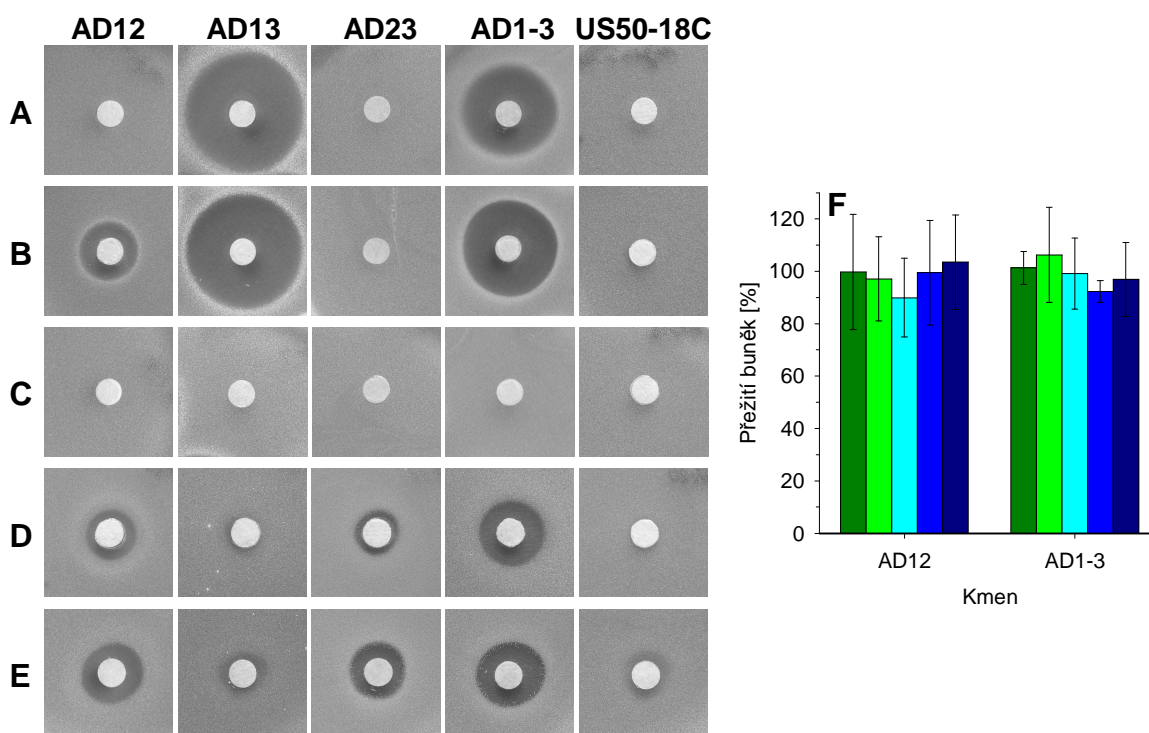 AD12 AD13 AD23 AD1-3 US50-18C
A
B
C
D
E
F
120
100
80
60
40
20
0
Přežití buněk [%]
AD12 AD1-3
Kmen